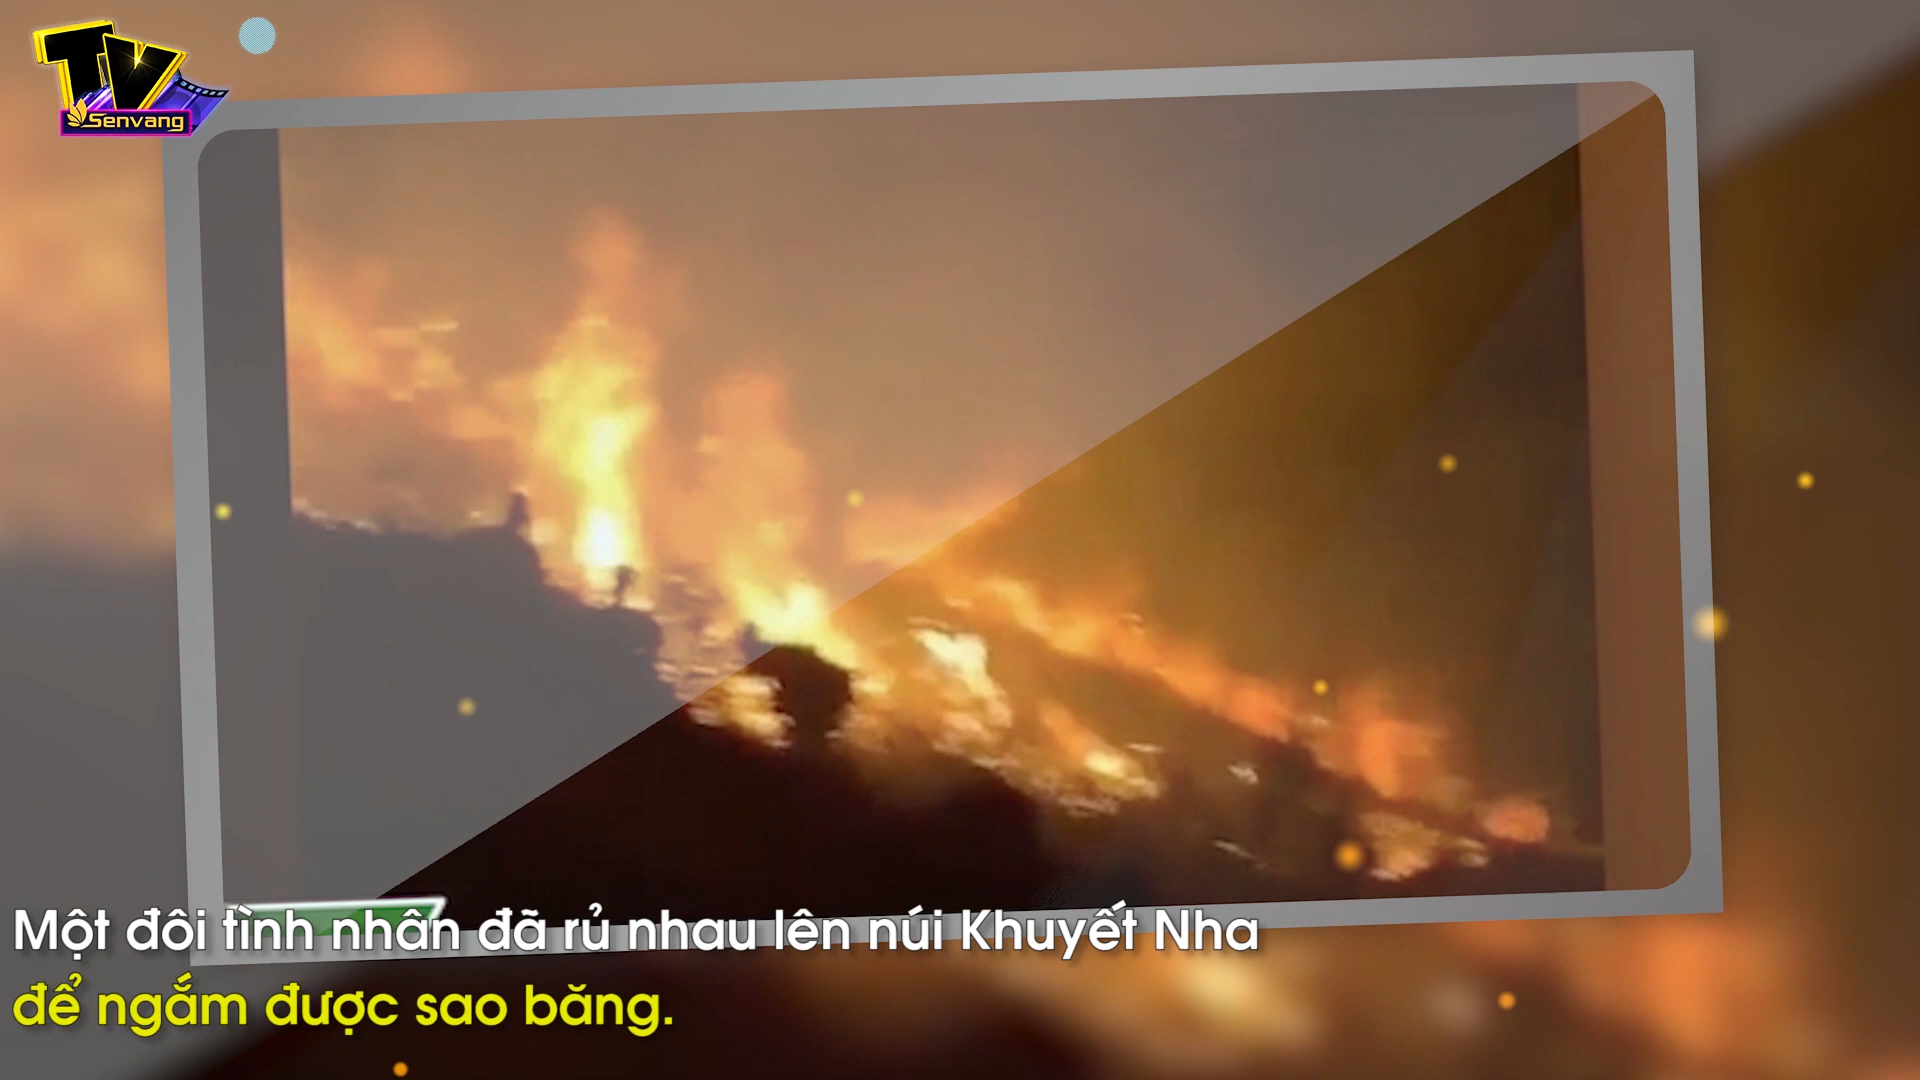 TV
Senvang
Một đôi tình nhân đã rủ nhau lên núi Khuyết Nha
để ngắm được sao băng.